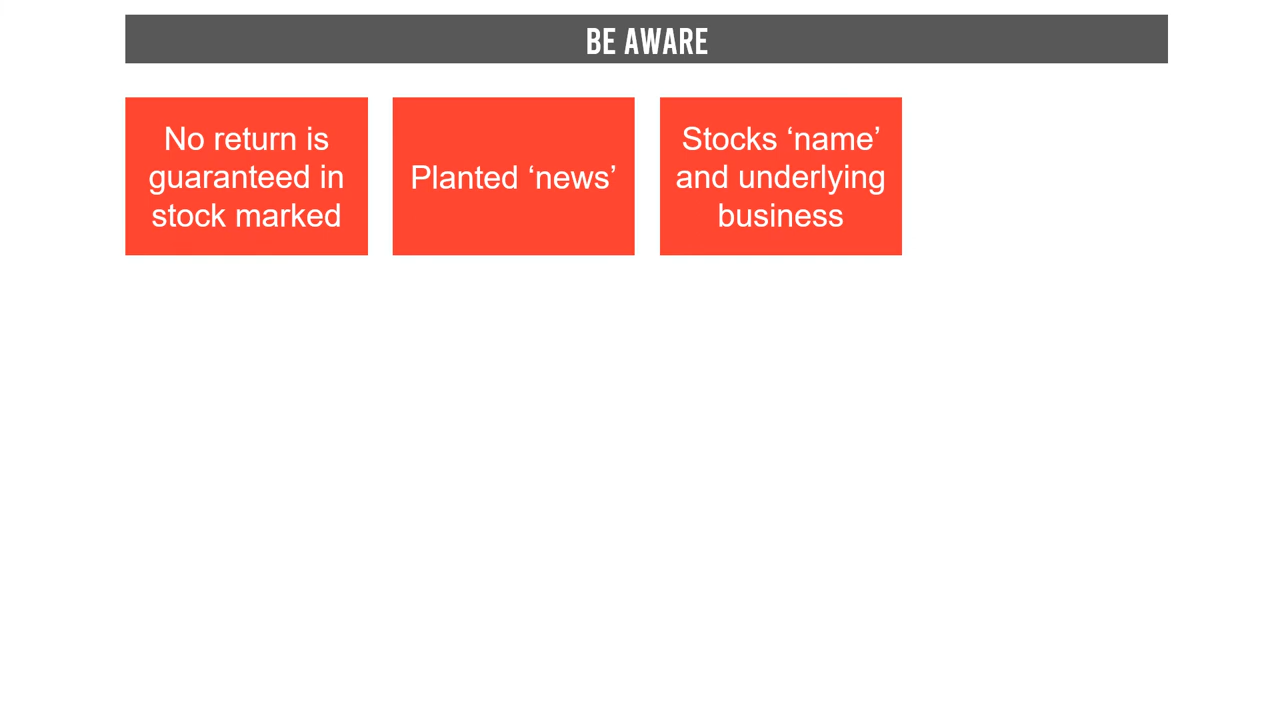 BE AWARE
No return is
guaranteed in
stock marked
Planted ‘news’
Stocks ‘name’
and underlying
business